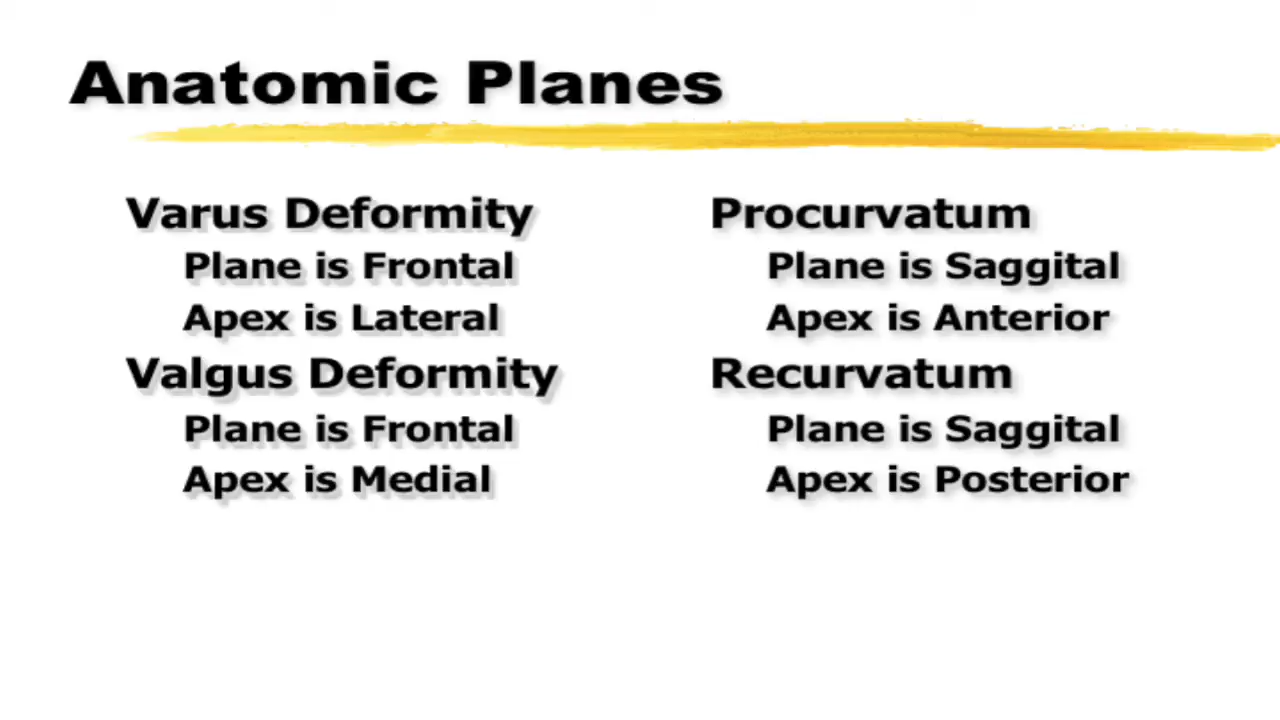 Anatomic Planes
Varus Deformity
Plane is Frontal
Apex is Lateral
Valgus Deformity
Plane is Frontal
Apex is Medial
Procurvatum
Plane is Saggital
Apex is Anterior
Recurvatum
Plane is Saggital
Apex is Posterior